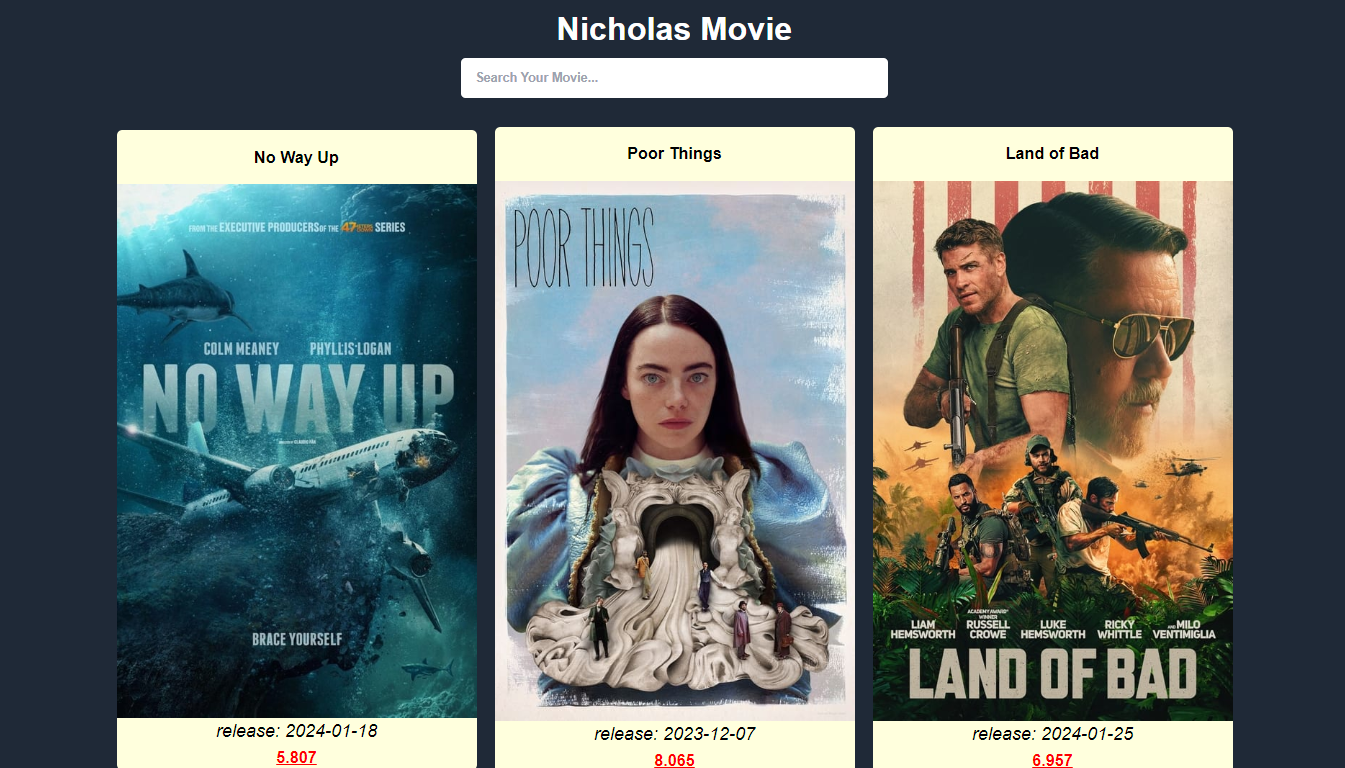 Nicholas Movie
Search Your Movie...
No Way Up
FROM THE EXECUTIVE PRODUCERS OF THE 47 SERIES
COLM MEANEY PHYLLIS LOGAN
NO WAY UP
BRACE YOURSELF
release: 2024-01-18
5.807
Poor Things
POOR THINGS
release: 2023-12-07
8.065
Land of Bad
LIAM HEMSWORTH
ACADEMY AWARD® WINNER RUSSELL CROWE
LUKE HEMSWORTH
RICKY WHITTLE
AND MILO VENTIMIGLIA
LAND OF BAD
release: 2024-01-25
6.957